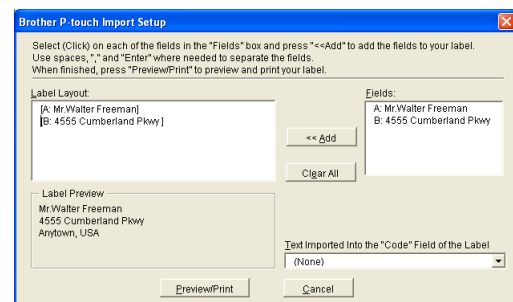 Brother P-touch Import Setup
Select (Click) on each of the fields in the "Fields" box and press "<<Add" to add the fields to your label.
Use spaces, "," and "Enter" where needed to separate the fields.
When finished, press "Preview/Print" to preview and print your label.
Label Layout:
[A: Mr.Walter Freeman]
[B: 4555 Cumberland Pkwy ]
<< Add
Clear All
Fields:
A: Mr.Walter Freeman
B: 4555 Cumberland Pkwy
Label Preview
Mr.Walter Freeman
4555 Cumberland Pkwy
Anytown, USA
Text Imported Into the "Code" Field of the Label
(None)
Preview/Print
Cancel